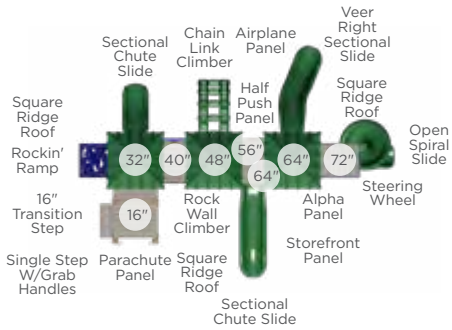 Veer
Right
Sectional
Slide
Chain
Link
Climber
Airplane
Panel
Sectional
Chute
Slide
Half
Push
Panel
Square
Ridge
Roof
Square
Ridge
Roof
Open
Spiral
Slide
Rockin'
Ramp
32"
40"
48"
56"
64"
64"
72"
Steering
Wheel
16"
Transition
Step
16"
Rock
Wall
Climber
Alpha
Panel
Storefront
Panel
Single Step
W/Grab
Handles
Parachute
Panel
Square
Ridge
Roof
Sectional
Chute Slide